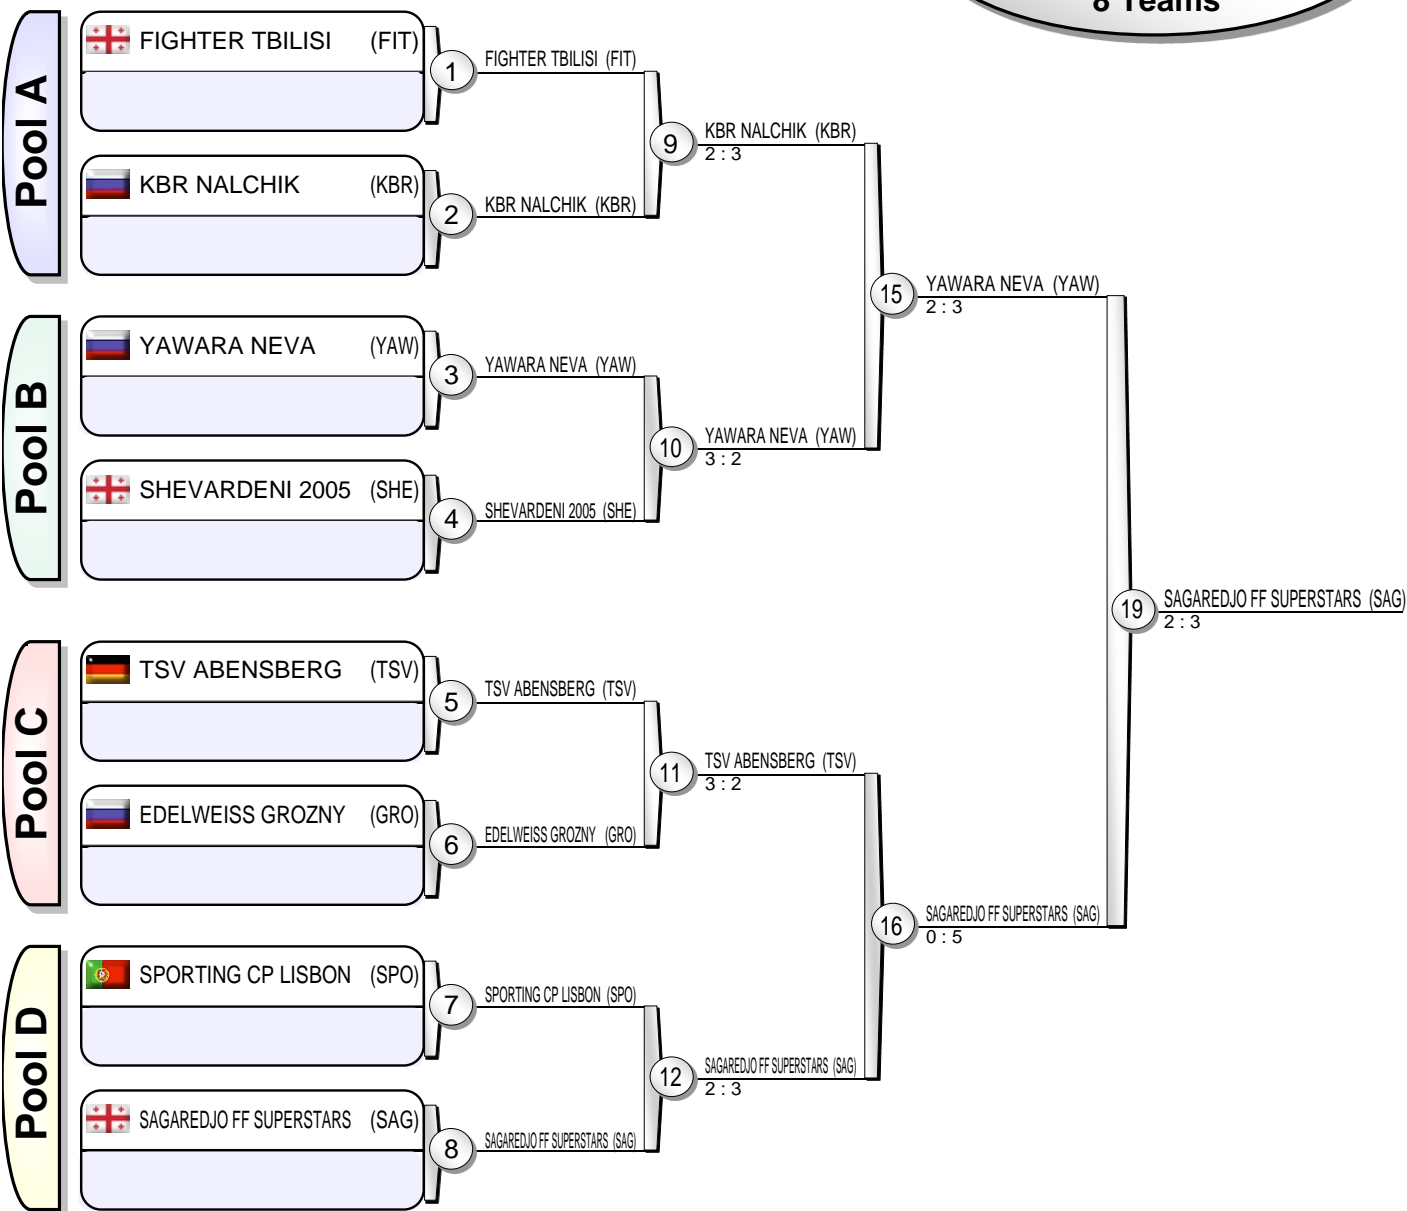 8 Teams
Pool A
FIGHTER TBILISI (FIT)
1
FIGHTER TBILISI (FIT)
KBR NALCHIK (KBR)
2
KBR NALCHIK (KBR)
9
KBR NALCHIK (KBR)
2 : 3
Pool B
YAWARA NEVA (YAW)
3
YAWARA NEVA (YAW)
SHEVARDENI 2005 (SHE)
4
SHEVARDENI 2005 (SHE)
10
YAWARA NEVA (YAW)
3 : 2
15
YAWARA NEVA (YAW)
2 : 3
Pool C
TSV ABENSBERG (TSV)
5
TSV ABENSBERG (TSV)
EDELWEISS GROZNY (GRO)
6
EDELWEISS GROZNY (GRO)
11
TSV ABENSBERG (TSV)
3 : 2
Pool D
SPORTING CP LISBON (SPO)
7
SPORTING CP LISBON (SPO)
SAGAREDJO FF SUPERSTARS (SAG)
8
SAGAREDJO FF SUPERSTARS (SAG)
12
SAGAREDJO FF SUPERSTARS (SAG)
2 : 3
16
SAGAREDJO FF SUPERSTARS (SAG)
0 : 5
19
SAGAREDJO FF SUPERSTARS (SAG)
2 : 3